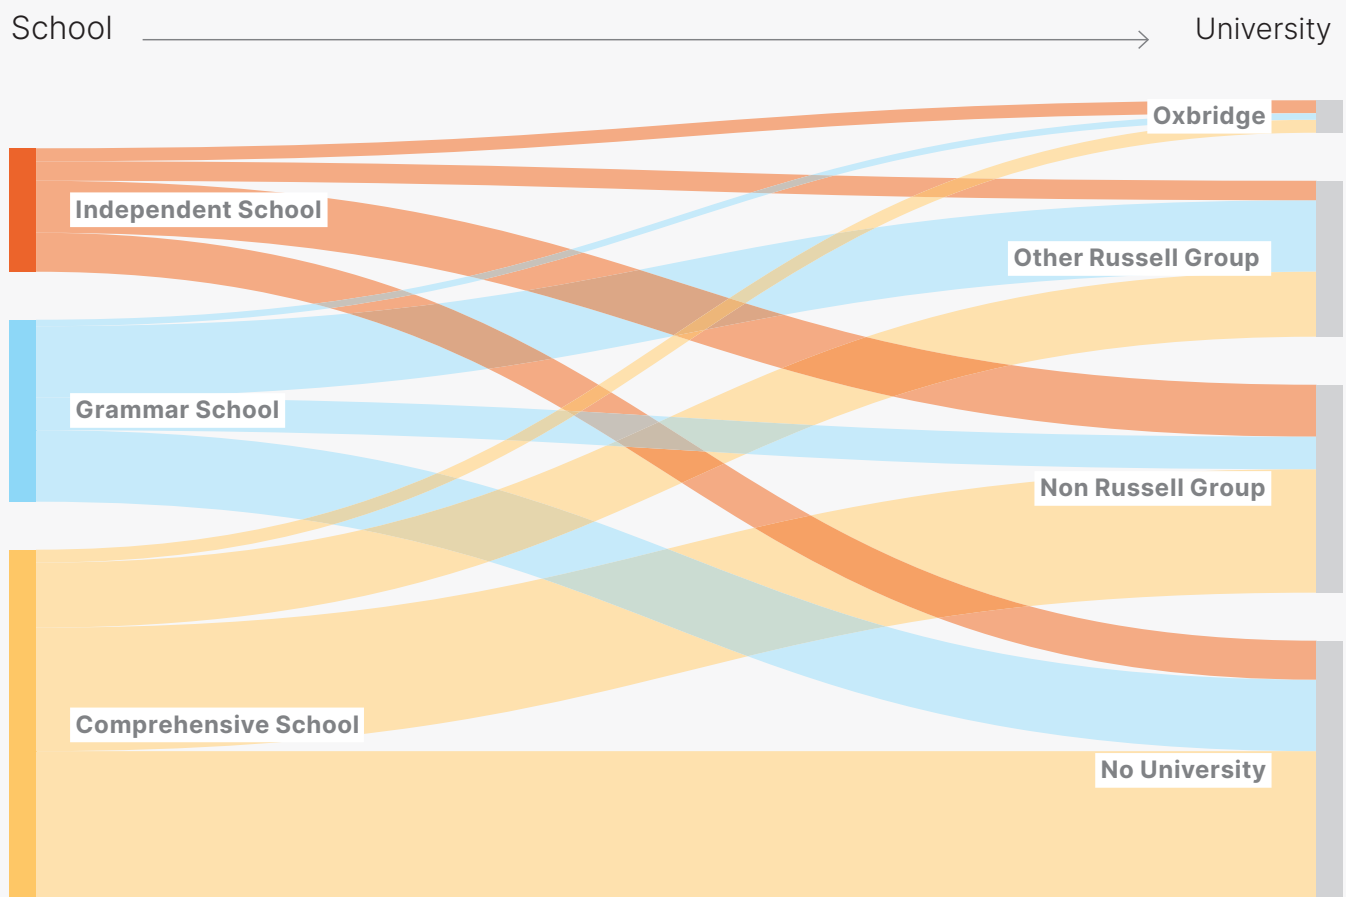 School
University
Oxbridge
Independent School
Other Russell Group
Grammar School
Non Russell Group
Comprehensive School
No University